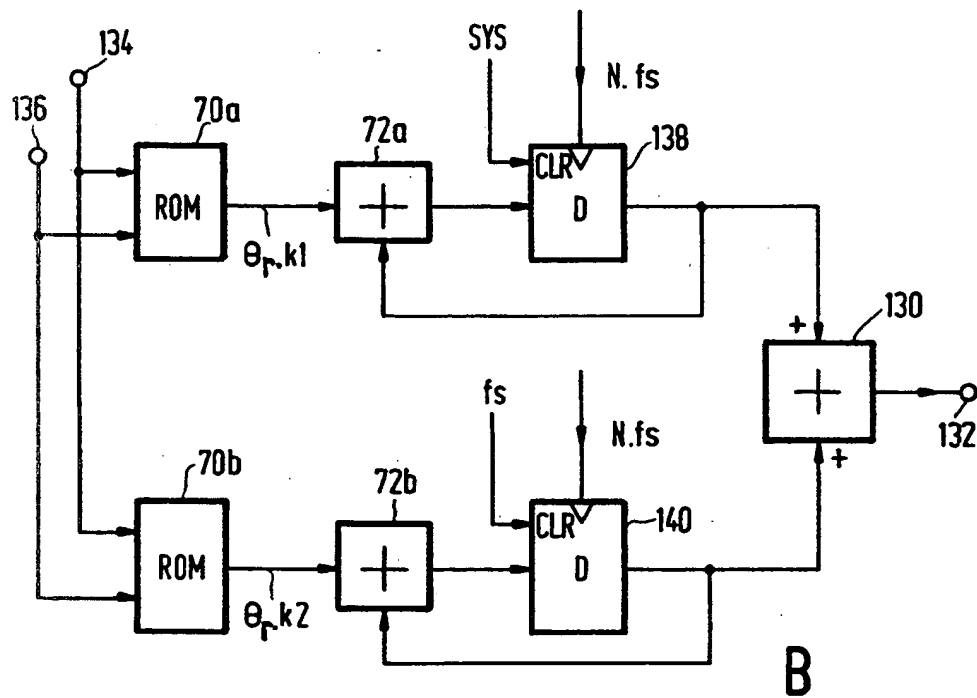 134
SYS
N. fs
136
70a
72a
138
CLR
ROM
+
D
θr.k1
+
130
+
fs
N.fs
132
+
70b
72b
140
CLR
ROM
+
D
θr.k2
B